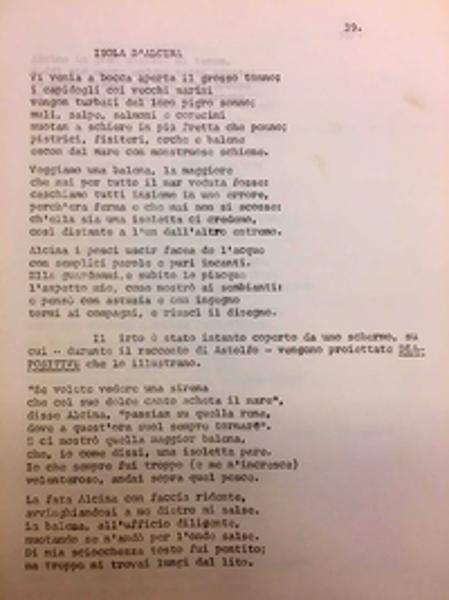 39.
ISOLA D'ALCINA
Vi venia a bocca aperta il grosso tonno;
i capidogli coi vecchi marini
vengon turbati dal loro pigro sonno;
muli, salpe, salmoni e coracini
nuotan a schiere in più fretta che ponno;
pistrici, fisiteri, orche e balene
escon del mare con mostruose schiene.
Veggiamo una balena, la maggiore
che mai per tutto il mar veduta fosse:
caschiamo tutti insieme in uno errore,
perch'era ferma e che mai non si scosse:
ch'ella sia una isoletta ci credemo,
così distante a l'un dall'altro estremo.
Alcina i pesci uscir facea de l'acque
con semplici parole e puri incanti.
Ella guardommi, e subito le piacque
l'aspetto mio, come mostrò ai sembianti:
e pensò con astuzia e con ingegno
tormi ai compagni, e riuscì il disegno.
Il irto è stato intanto coperto da uno schermo, su
cui - durante il racconto di Astolfo - vengono proiettate DIA-
POSITIVE che lo illustrano.
"Se volete vedere una sirena
che col suo dolce canto acheta il mare",
disse Alcina, "passian su quella rena,
dove a quest'ora suol sempre tornare".
E ci mostrò quella maggior balena,
che, io come dissi, una isoletta pare.
Io che sempre fui troppo (e me n'incresce)
volonteroso, andai sopra quel pesce.
La fata Alcina con faccia ridente,
avvinghiandosi a me dietro mi salse.
La balena, all'ufficio diligente,
nuotando se n'andò per l'onde salse.
Di mia sciocchezza tosto fui pentito;
ma troppo mi trovai lungi dal lito.